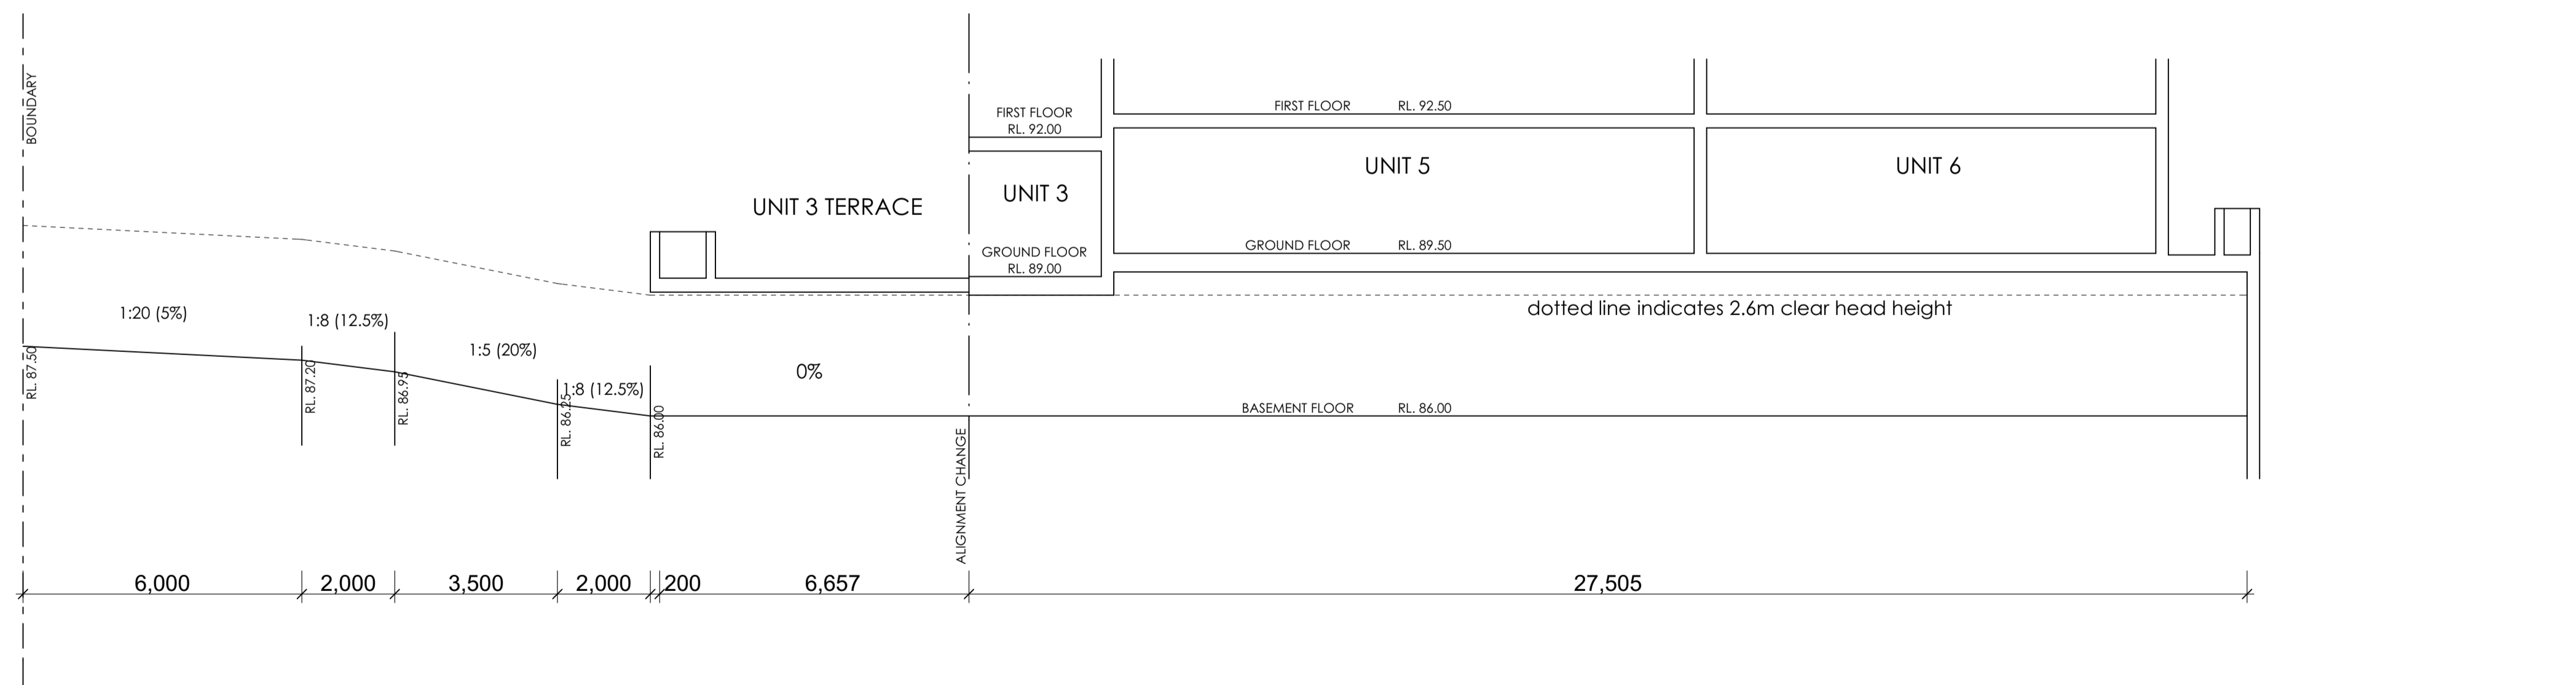 BOUNDARY
FIRST FLOOR
RL. 92.00
FIRST FLOOR RL. 92.50
UNIT 5
UNIT 6
UNIT 3
UNIT 3 TERRACE
GROUND FLOOR
RL. 89.00
GROUND FLOOR RL. 89.50
dotted line indicates 2.6m clear head height
1:20 (5%)
1:8 (12.5%)
1:5 (20%)
1:8 (12.5%)
0%
RL. 87.50
RL. 87.20
RL. 86.95
RL. 86.25
RL. 86.00
BASEMENT FLOOR RL. 86.00
ALIGNMENT CHANGE
6,000
2,000
3,500
2,000
200
6,657
27,505